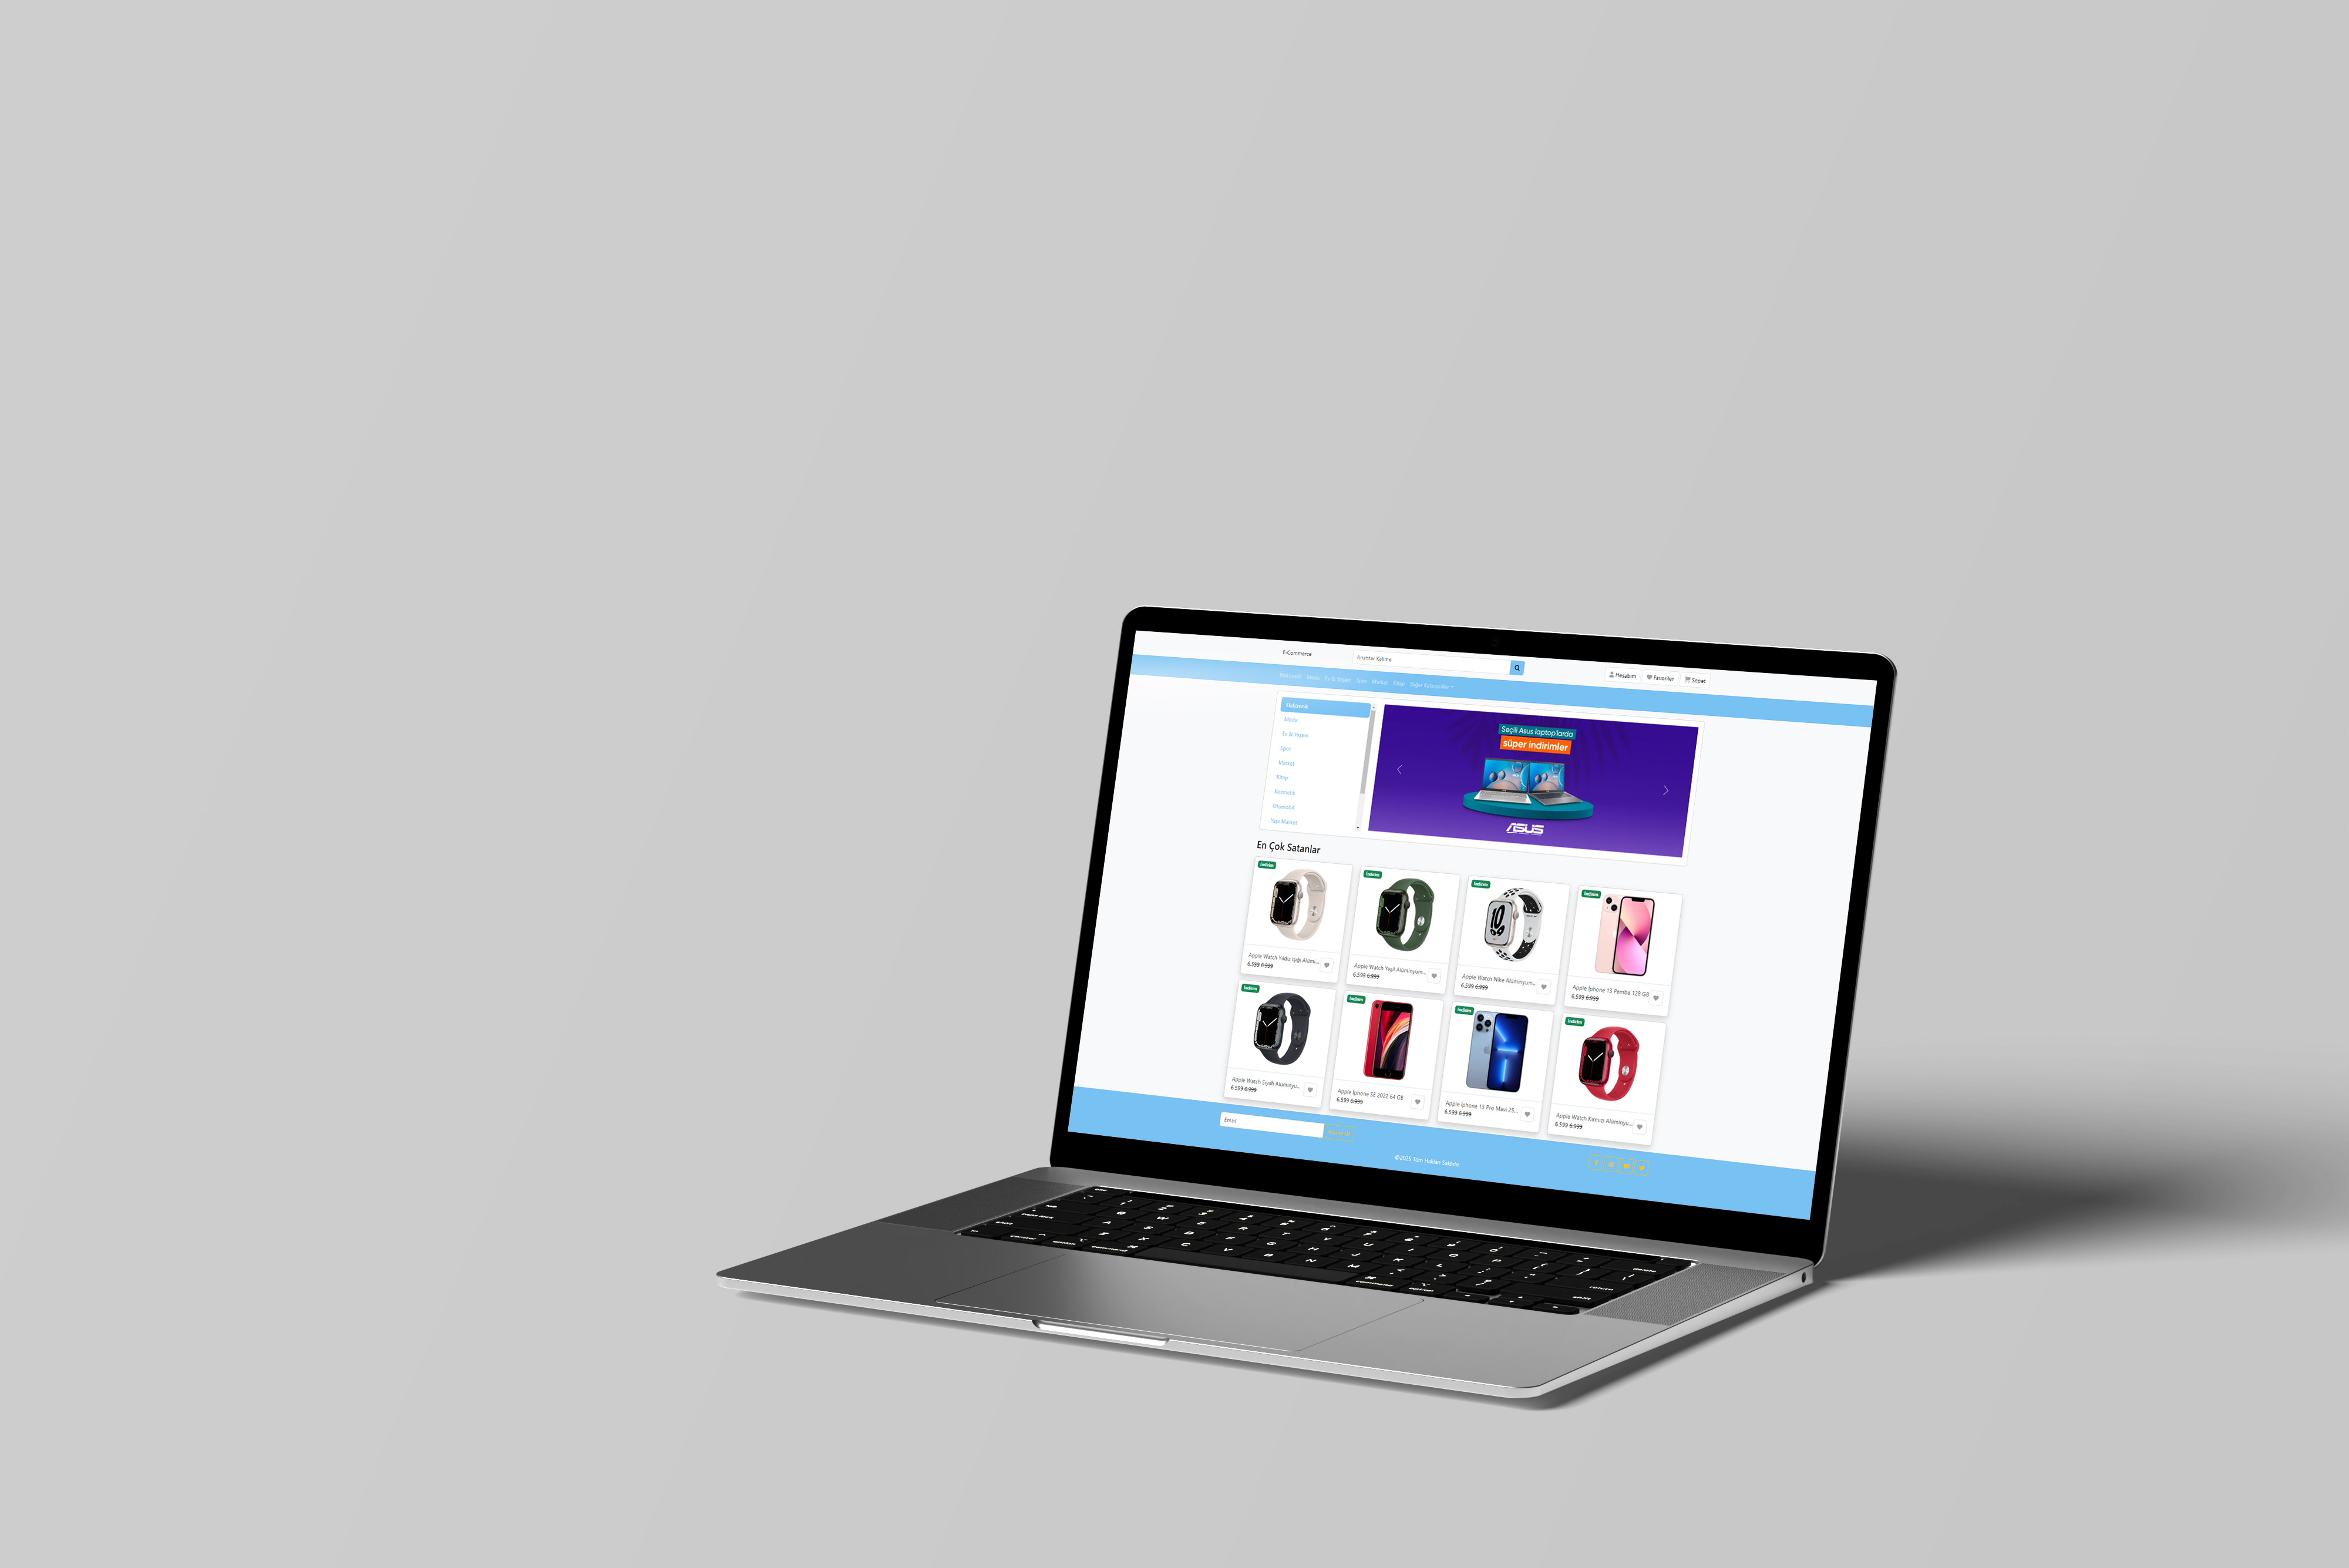 E-Commerce
Anahtar Kelime
Hesabım
Favoriler
Sepet
Elektronik Moda Ev & Yaşam Spor Market Kitap Diğer Kategoriler
Elektronik
Moda
Ev & Yaşam
Spor
Market
Kitap
Kozmetik
Otomobil
Yapı Market
Seçili Asus laptop'larda
süper indirimler
ASUS
En Çok Satanlar
İndirim
Apple Watch Yıldız Işığı Alümi...
6.599 6.999
İndirim
Apple Watch Yeşil Alüminyum...
6.599 6.999
İndirim
Apple Watch Nike Alüminyum...
6.599 6.999
İndirim
Apple İphone 13 Pembe 128 GB
6.599 6.999
İndirim
Apple Watch Siyah Alüminyu...
6.599 6.999
İndirim
Apple İphone SE 2022 64 GB
6.599 6.999
İndirim
Apple İphone 13 Pro Mavi 25...
6.599 6.999
İndirim
Apple Watch Kırmızı Alüminyu...
6.599 6.999
Email
©2025 Tüm Hakları Saklıdır.